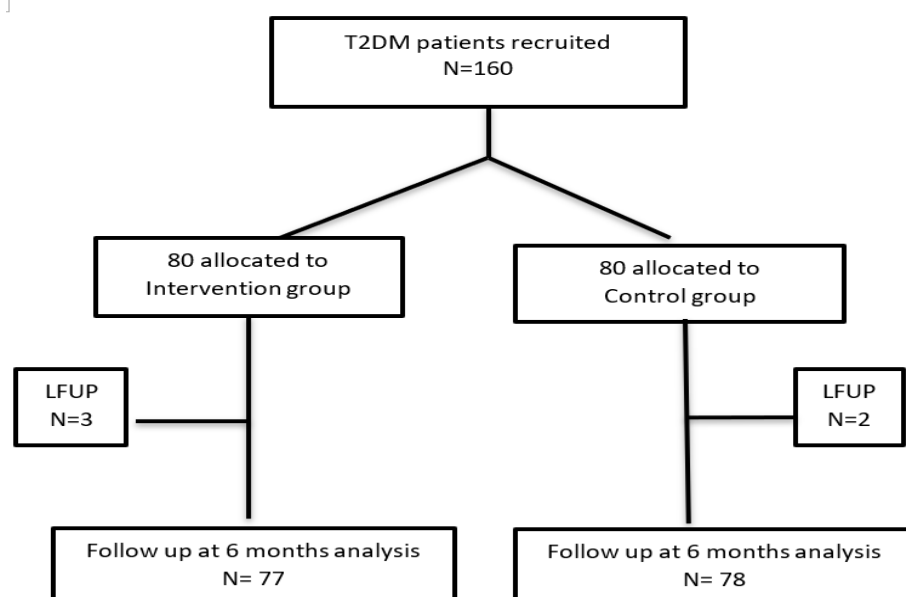 T2DM patients recruited
N=160
80 allocated to
Intervention group
80 allocated to
Control group
LFUP
N=3
LFUP
N=2
Follow up at 6 months analysis
N= 77
Follow up at 6 months analysis
N= 78